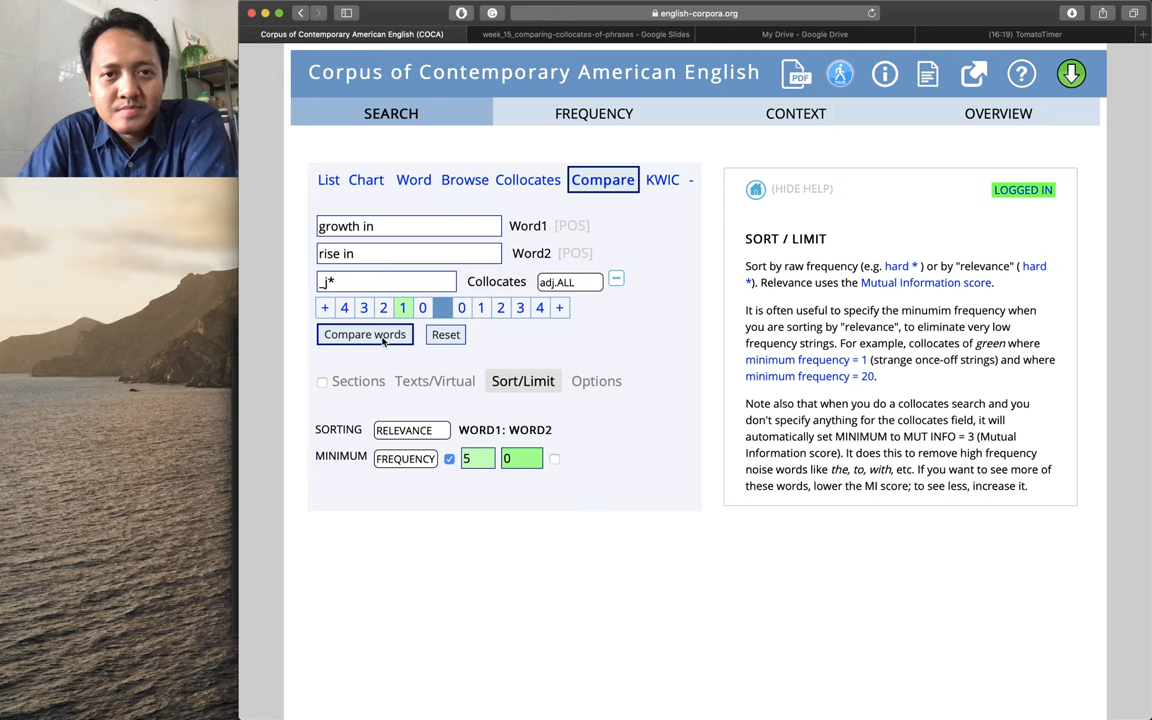 english-corpora.org
Corpus of Contemporary American English (COCA)
week_15_comparing-collocates-of-phrases - Google Slides
My Drive - Google Drive
(16:19) TomatoTimer
Corpus of Contemporary American English
PDF
SEARCH
FREQUENCY
CONTEXT
OVERVIEW
List Chart Word Browse Collocates Compare KWIC -
growth in Word1 [POS]
rise in Word2 [POS]
_j* Collocates adj.ALL
+ 4 3 2 1 0 0 1 2 3 4 +
Compare words Reset
Sections Texts/Virtual Sort/Limit Options
SORTING RELEVANCE WORD1: WORD2
MINIMUM FREQUENCY 5 0
(HIDE HELP)
LOGGED IN
SORT / LIMIT
Sort by raw frequency (e.g. hard * ) or by "relevance" ( hard
*). Relevance uses the Mutual Information score.
It is often useful to specify the minumim frequency when
you are sorting by "relevance", to eliminate very low
frequency strings. For example, collocates of green where
minimum frequency = 1 (strange once-off strings) and where
minimum frequency = 20.
Note also that when you do a collocates search and you
don't specify anything for the collocates field, it will
automatically set MINIMUM to MUT INFO = 3 (Mutual
Information score). It does this to remove high frequency
noise words like the, to, with, etc. If you want to see more of
these words, lower the MI score; to see less, increase it.